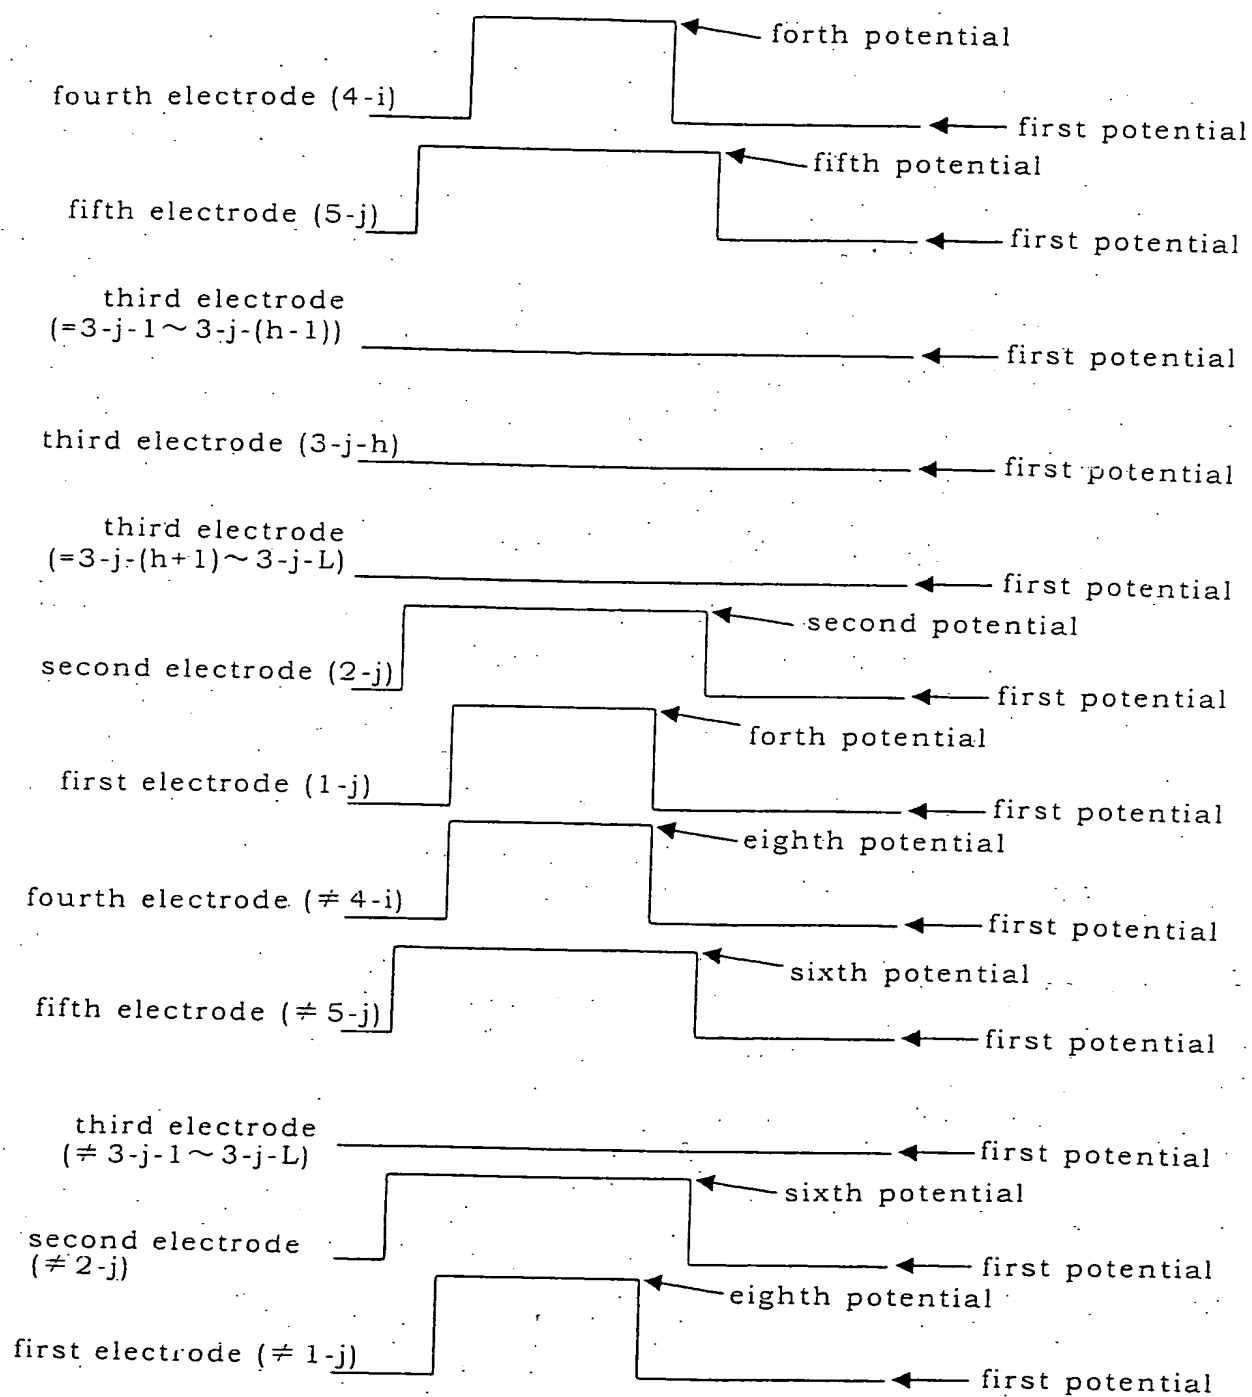 forth potential
fourth electrode (4-i)
first potential
fifth potential
fifth electrode (5-j)
first potential
third electrode
(=3-j-1～3-j-(h-1))
first potential
third electrode (3-j-h)
first potential
third electrode
(=3-j-(h+1)～3-j-L)
first potential
second potential
second electrode (2-j)
first potential
forth potential
first electrode (1-j)
first potential
eighth potential
fourth electrode (≠4-i)
first potential
sixth potential
fifth electrode (≠5-j)
first potential
third electrode
(≠3-j-1～3-j-L)
first potential
sixth potential
second electrode
(≠2-j)
first potential
eighth potential
first electrode (≠1-j)
first potential